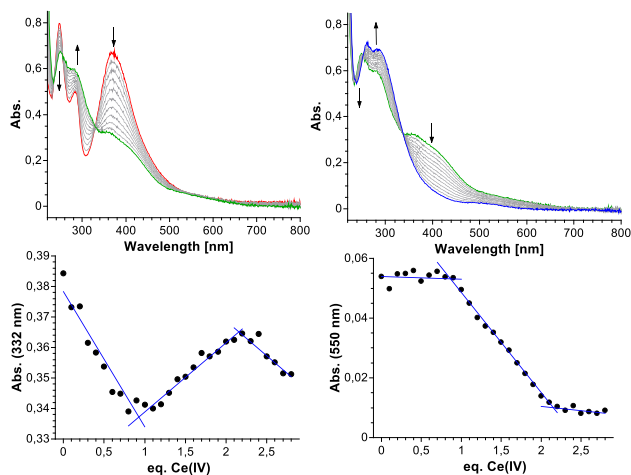 0,8
0,6
0,4
0,2
0
Abs.
300 400 500 600 700 800
Wavelength [nm]
0,8
0,6
0,4
0,2
0
Abs.
300 400 500 600 700 800
Wavelength [nm]
0,39
0,38
0,37
0,36
0,35
0,34
0,33
Abs. (332 nm)
0 0,5 1 1,5 2 2,5
eq. Ce(IV)
0,06
0,04
0,02
0
Abs. (550 nm)
0 0,5 1 1,5 2 2,5
eq. Ce(IV)